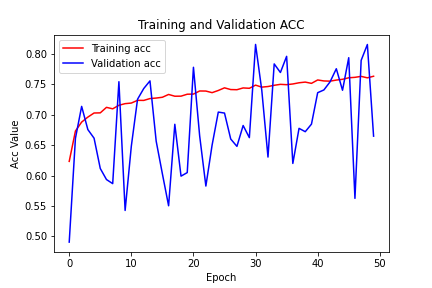 Training and Validation ACC
Training acc
Validation acc
Acc Value
0.80
0.75
0.70
0.65
0.60
0.55
0.50
0 10 20 30 40 50
Epoch